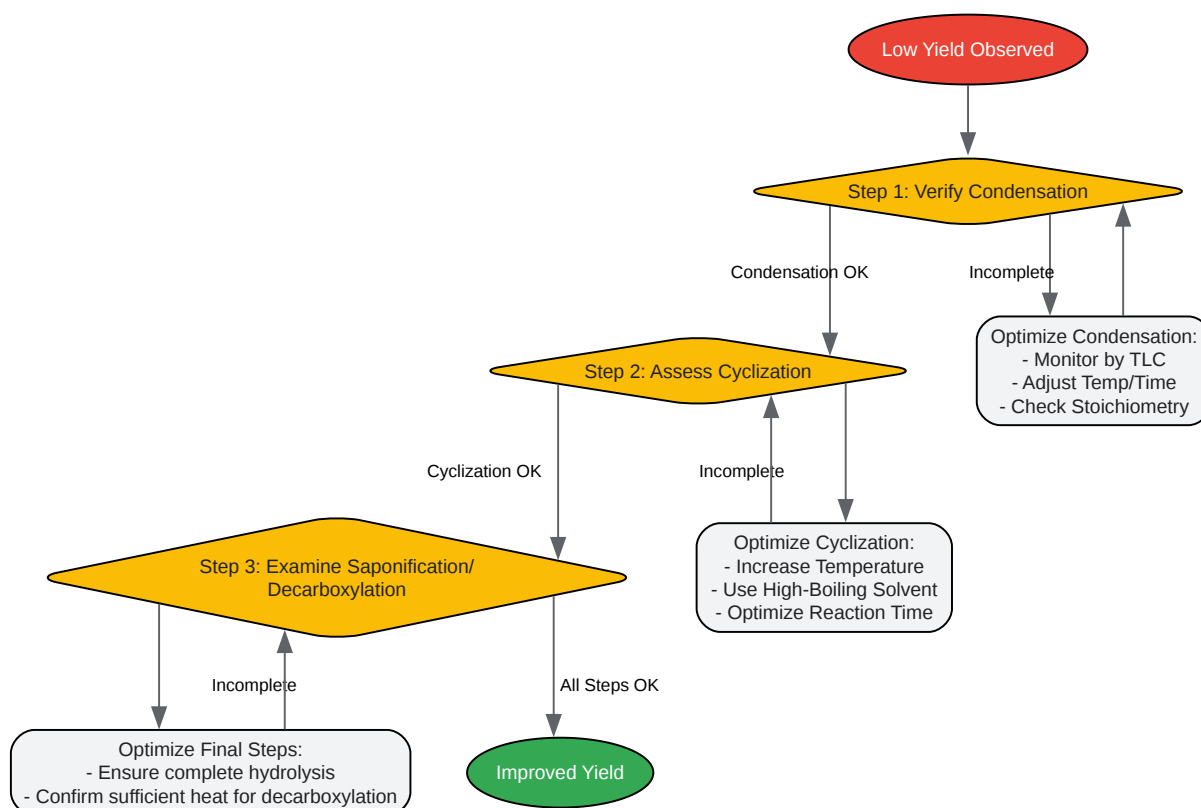 Low Yield Observed
Step 1: Verify Condensation
Condensation OK
Incomplete
Optimize Condensation:
- Monitor by TLC
- Adjust Temp/Time
- Check Stoichiometry
Step 2: Assess Cyclization
Cyclization OK
Incomplete
Optimize Cyclization:
- Increase Temperature
- Use High-Boiling Solvent
- Optimize Reaction Time
Step 3: Examine Saponification/
Decarboxylation
Incomplete
All Steps OK
Optimize Final Steps:
- Ensure complete hydrolysis
- Confirm sufficient heat for decarboxylation
Improved Yield